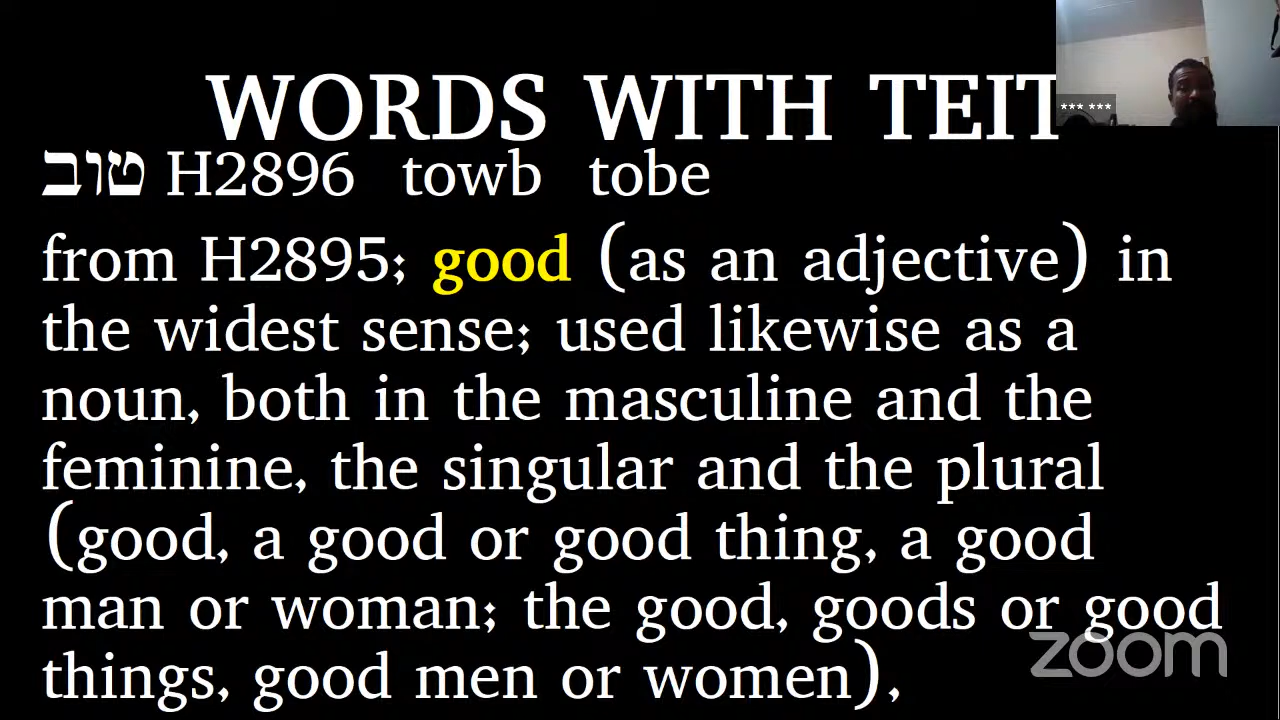 WORDS WITH TEIT
*** ***
טוב H2896 towb tobe
from H2895; good (as an adjective) in
the widest sense; used likewise as a
noun, both in the masculine and the
feminine, the singular and the plural
(good, a good or good thing, a good
man or woman; the good, goods or good
things, good men or women),
zoom